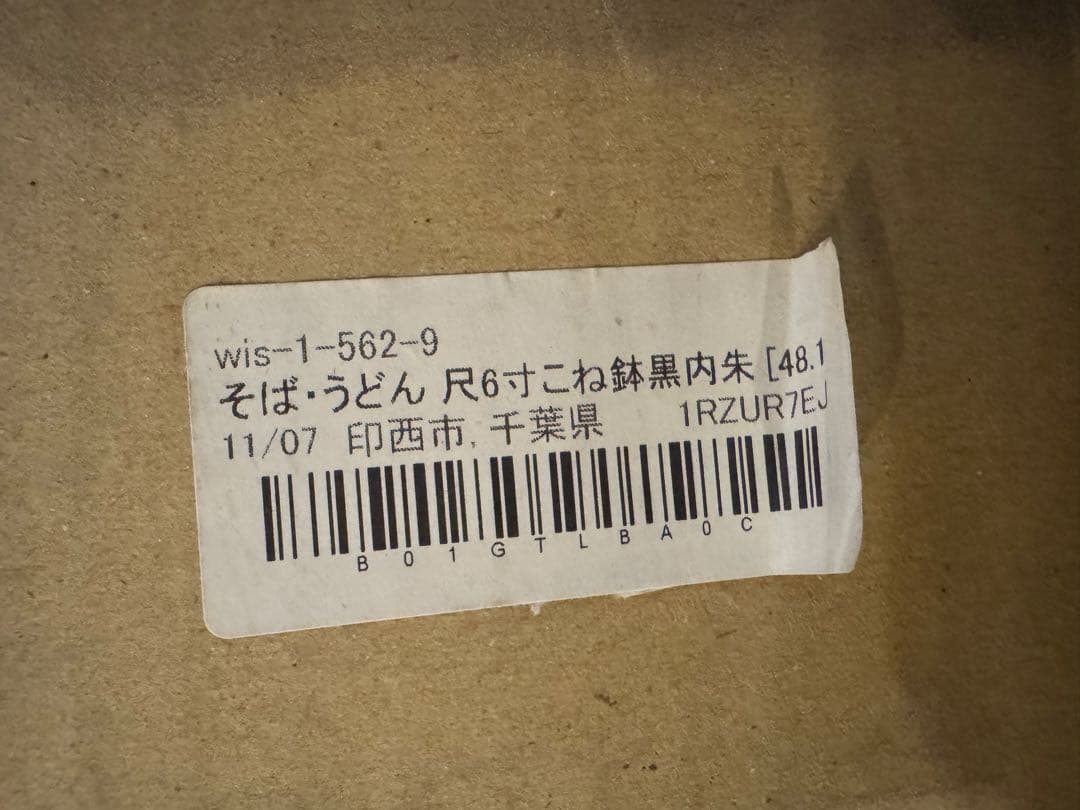 wis-1-562-9
そば・うどん 尺6寸こね鉢黒内朱 [48.1
11/07 印西市, 千葉県 1RZUR7EJ
B01GTLBA0C